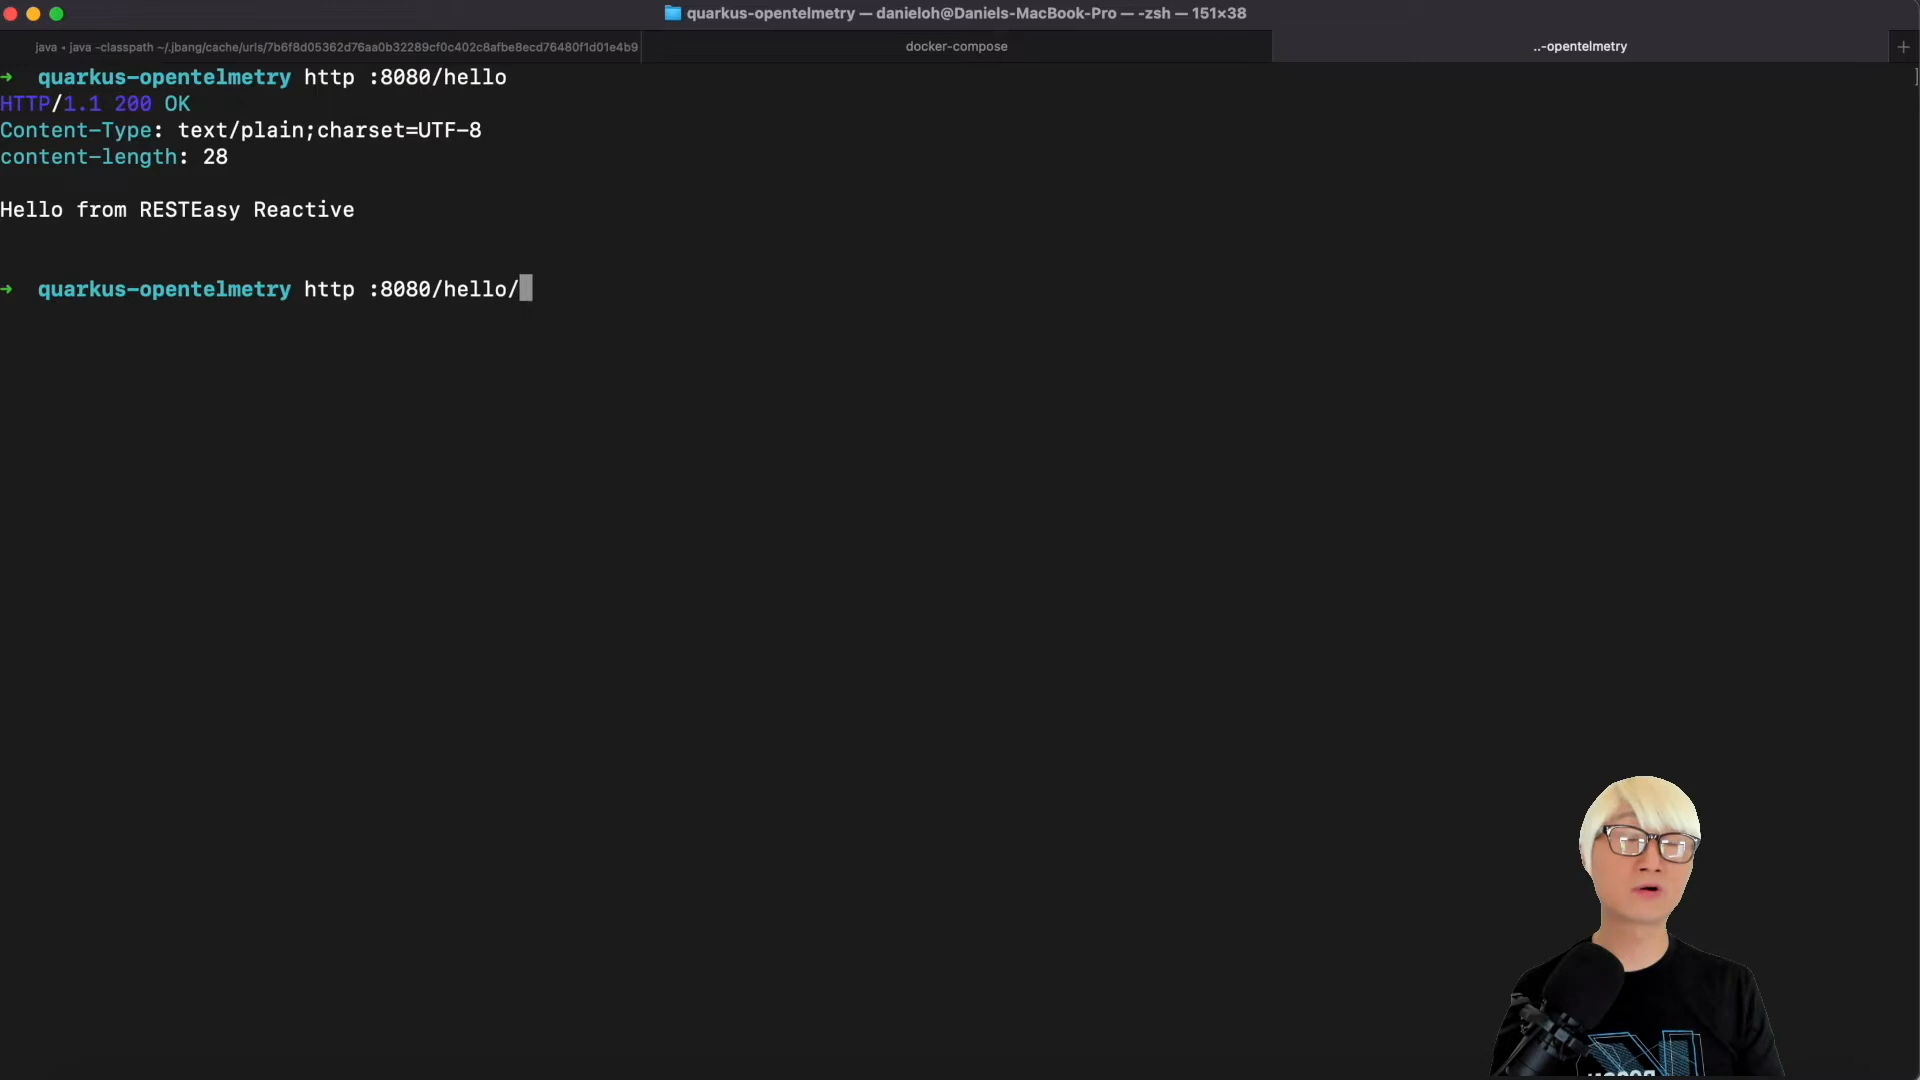 quarkus-opentelmetry — danieloh@Daniels-MacBook-Pro — -zsh — 151×38
java ◂ java -classpath ~/.jbang/cache/urls/7b6f8d05362d76aa0b32289cf0c402c8afbe8ecd76480f1d01e4b9
docker-compose
..-opentelmetry
+
➜ quarkus-opentelmetry http :8080/hello
HTTP/1.1 200 OK
Content-Type: text/plain;charset=UTF-8
content-length: 28
Hello from RESTEasy Reactive
➜ quarkus-opentelmetry http :8080/hello/